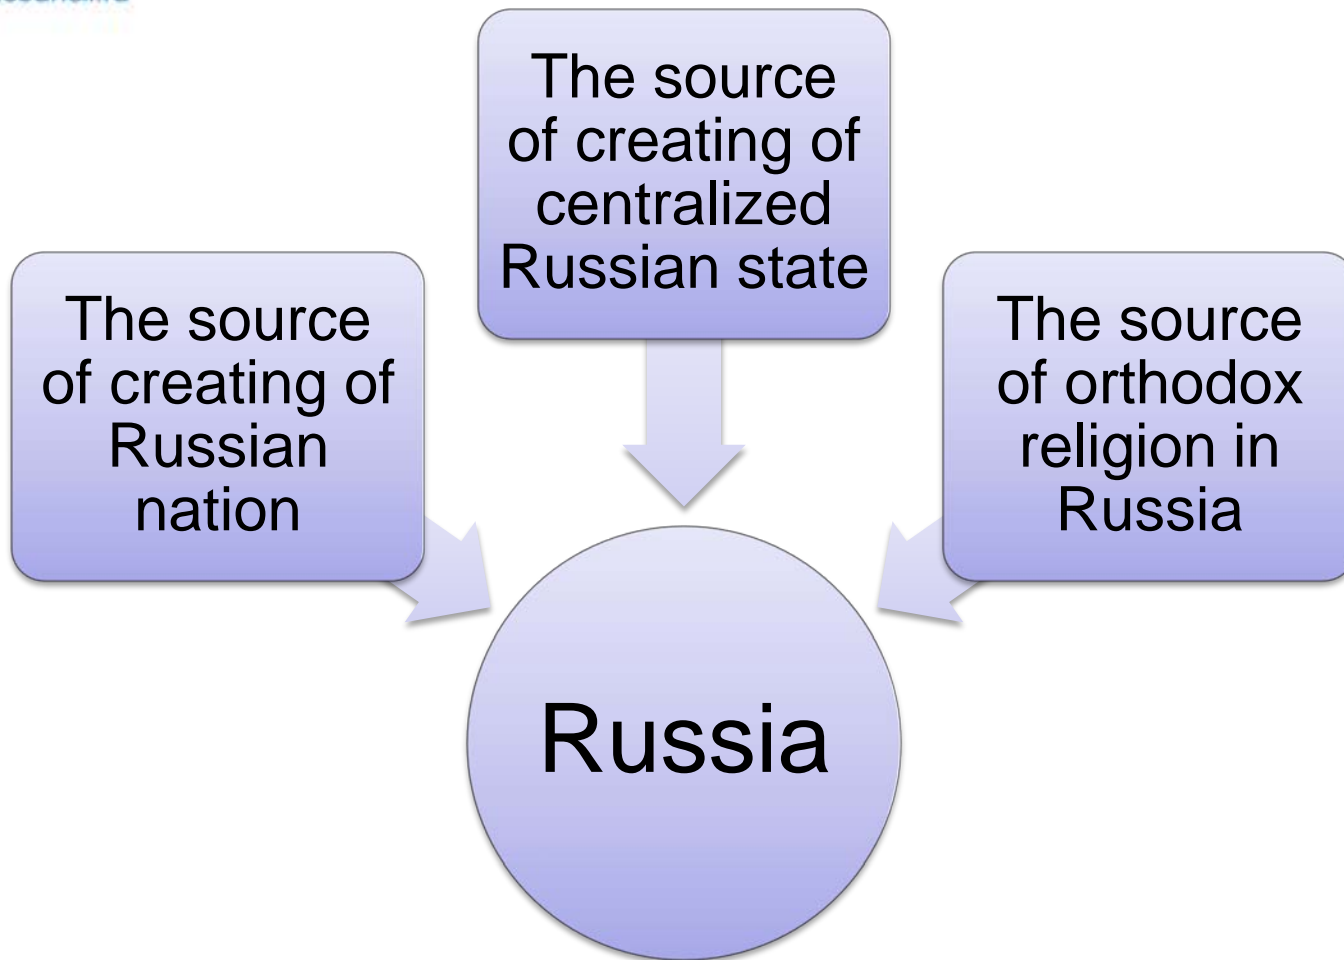 The source
of creating of
centralized
Russian state
The source
of creating of
Russian
nation
The source
of orthodox
religion in
Russia
Russia